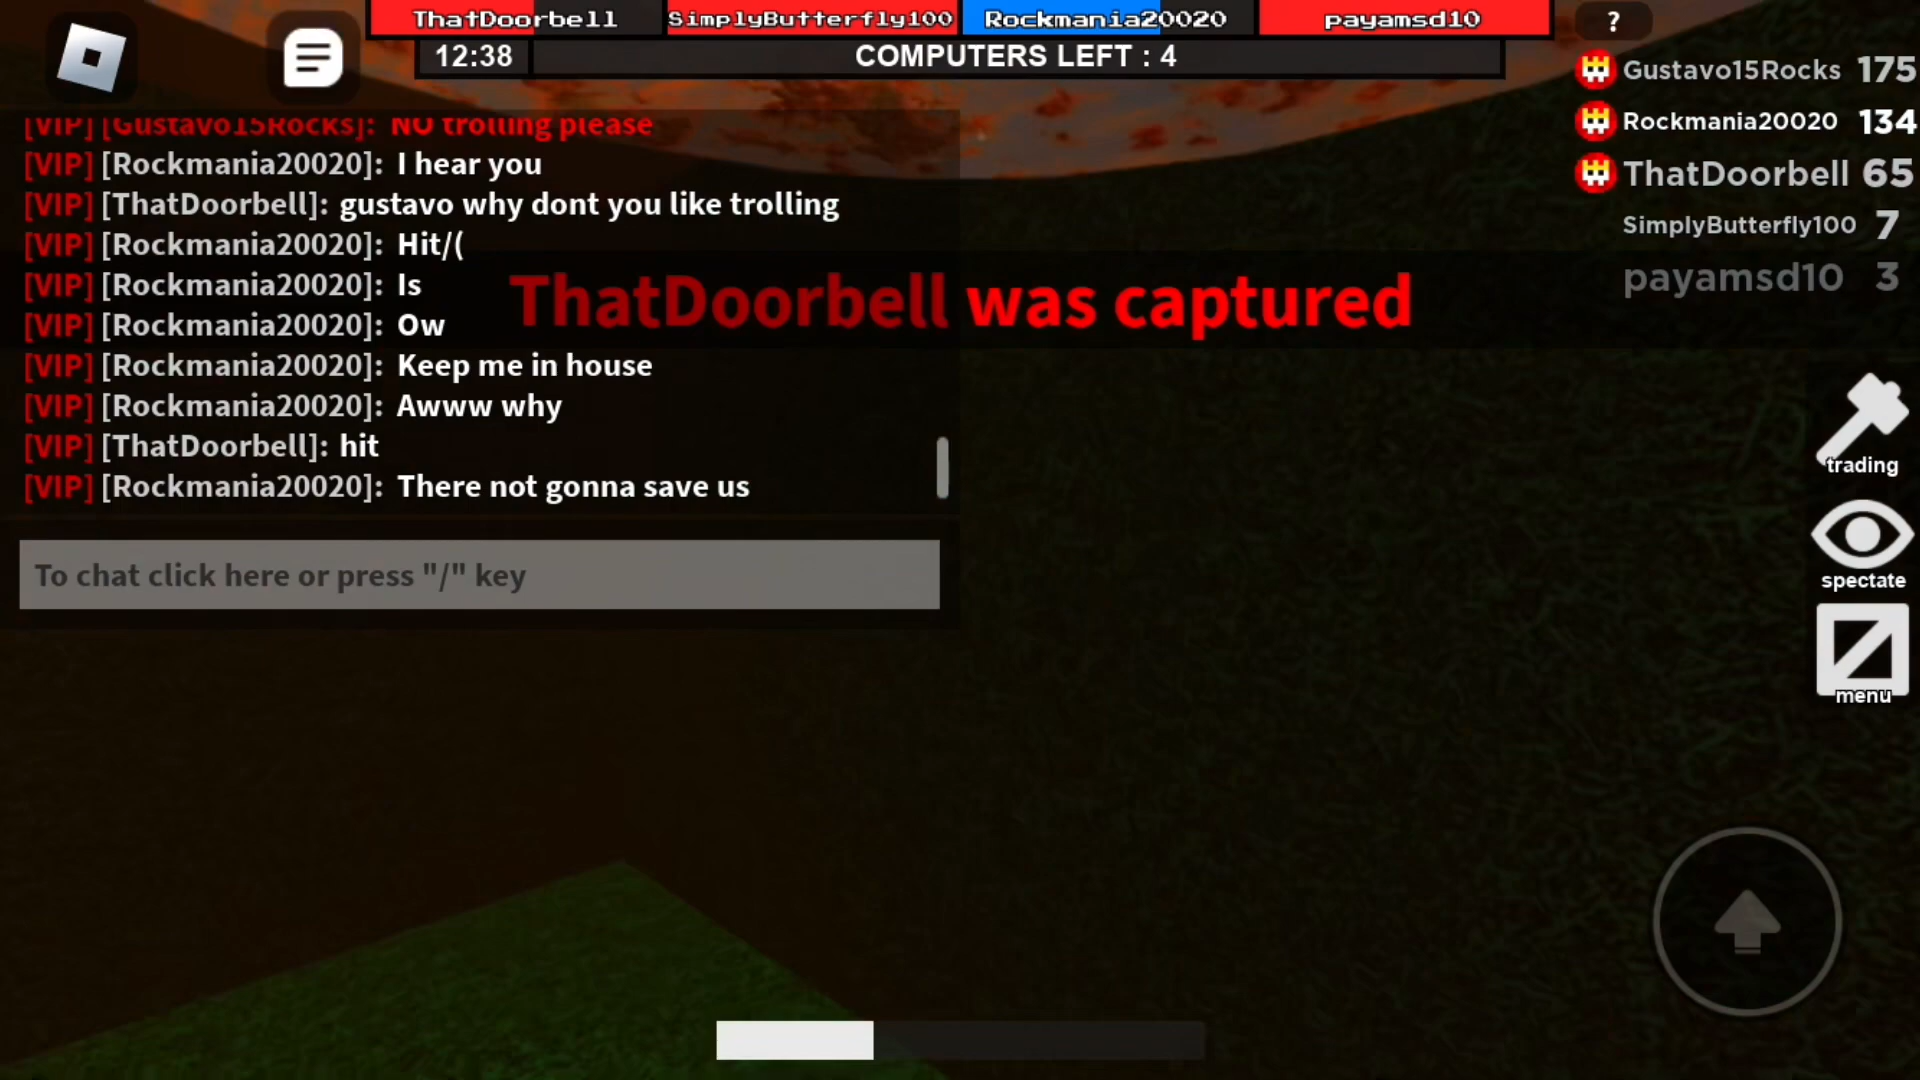 ThatDoorbell SimplyButterfly100 Rockmania20020 payamsd10 ?
12:38 COMPUTERS LEFT : 4
Gustavo15Rocks 175
Rockmania20020 134
ThatDoorbell 65
SimplyButterfly100 7
payamsd10 3
[VIP] [Gustavo15Rocks]: NO trolling please
[VIP] [Rockmania20020]: I hear you
[VIP] [ThatDoorbell]: gustavo why dont you like trolling
[VIP] [Rockmania20020]: Hit/(
[VIP] [Rockmania20020]: Is
[VIP] [Rockmania20020]: Ow
[VIP] [Rockmania20020]: Keep me in house
[VIP] [Rockmania20020]: Awww why
[VIP] [ThatDoorbell]: hit
[VIP] [Rockmania20020]: There not gonna save us
ThatDoorbell was captured
To chat click here or press "/" key
trading
spectate
menu